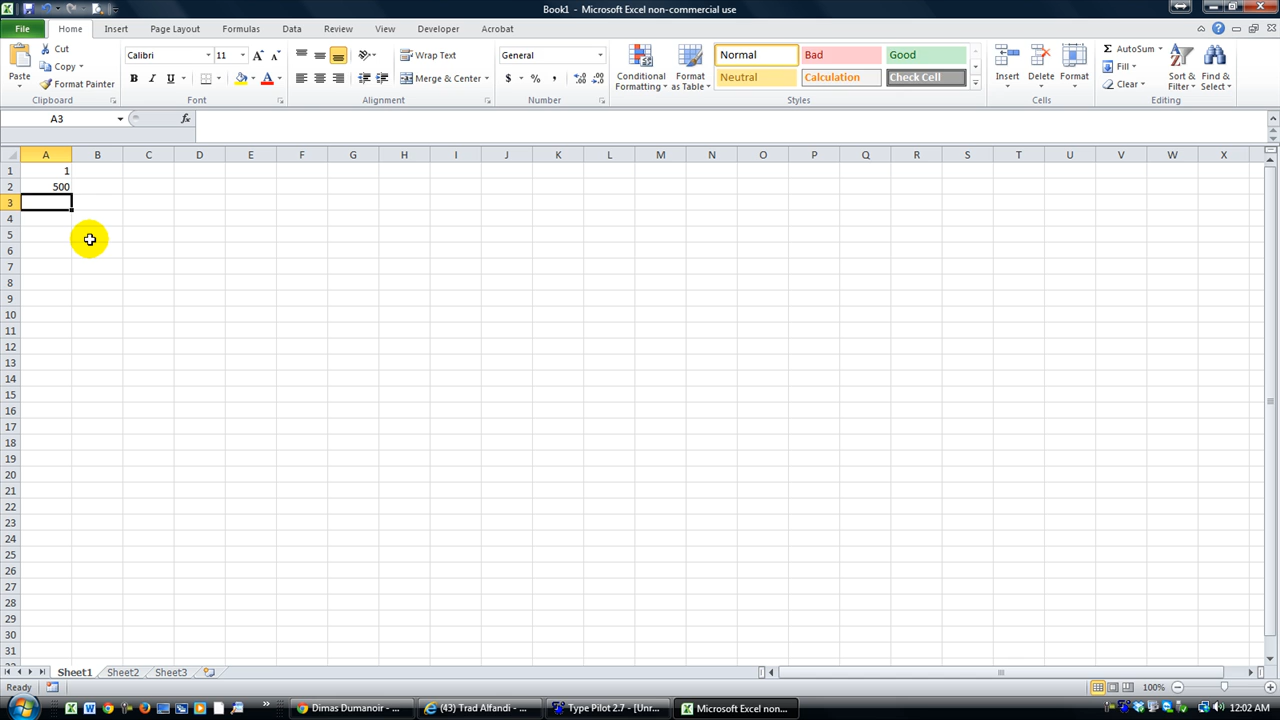 Book1 - Microsoft Excel non-commercial use
File Home Insert Page Layout Formulas Data Review View Developer Acrobat
Paste Cut Copy Format Painter Clipboard
Calibri 11 A A B I U A Font
Wrap Text Merge & Center Alignment
General $ % , Number
Conditional Formatting Format as Table Normal Bad Good Neutral Calculation Check Cell Styles
Insert Delete Format Cells
Σ AutoSum Fill Clear Sort & Filter Find & Select Editing
A3 fx
A B C D E F G H I J K L M N O P Q R S T U V W X
1 1
2 500
3
4
5
6
7
8
9
10
11
12
13
14
15
16
17
18
19
20
21
22
23
24
25
26
27
28
29
30
31
Sheet1 Sheet2 Sheet3
Ready 100%
Dimas Dumanoir - ... (43) Trad Alfandi - ... Type Pilot 2.7 - [Unr... Microsoft Excel non... 12:02 AM